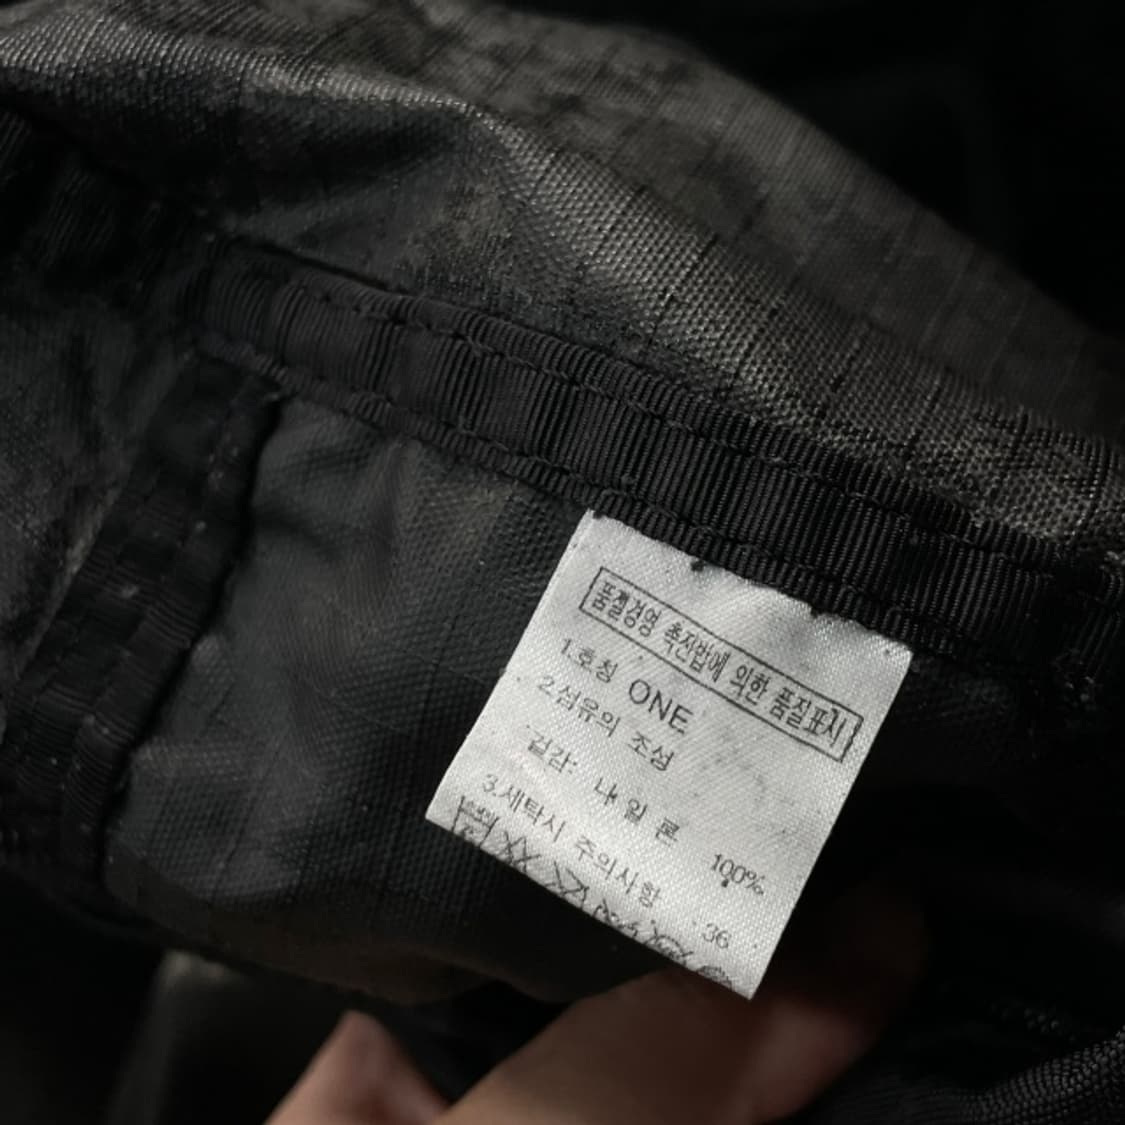 품질경영 촉진법에 의한 품질표시
1.호칭 ONE
2.섬유의 조성
겉감: 나 일 론 100%
3.세탁시 주의사항 36